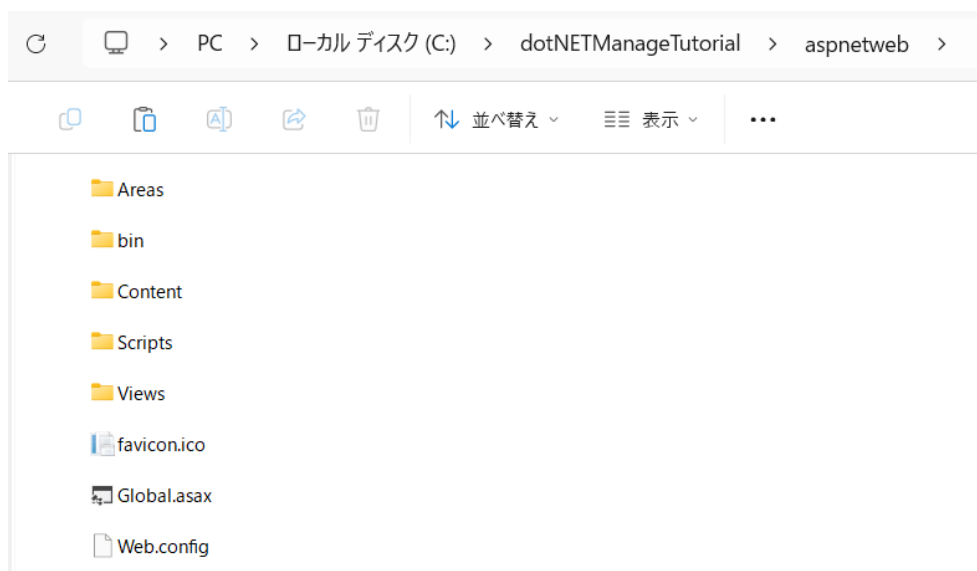 PC > ローカル ディスク (C:) > dotNETManageTutorial > aspnetweb >
並べ替え 表示 •••
Areas
bin
Content
Scripts
Views
favicon.ico
Global.asax
Web.config